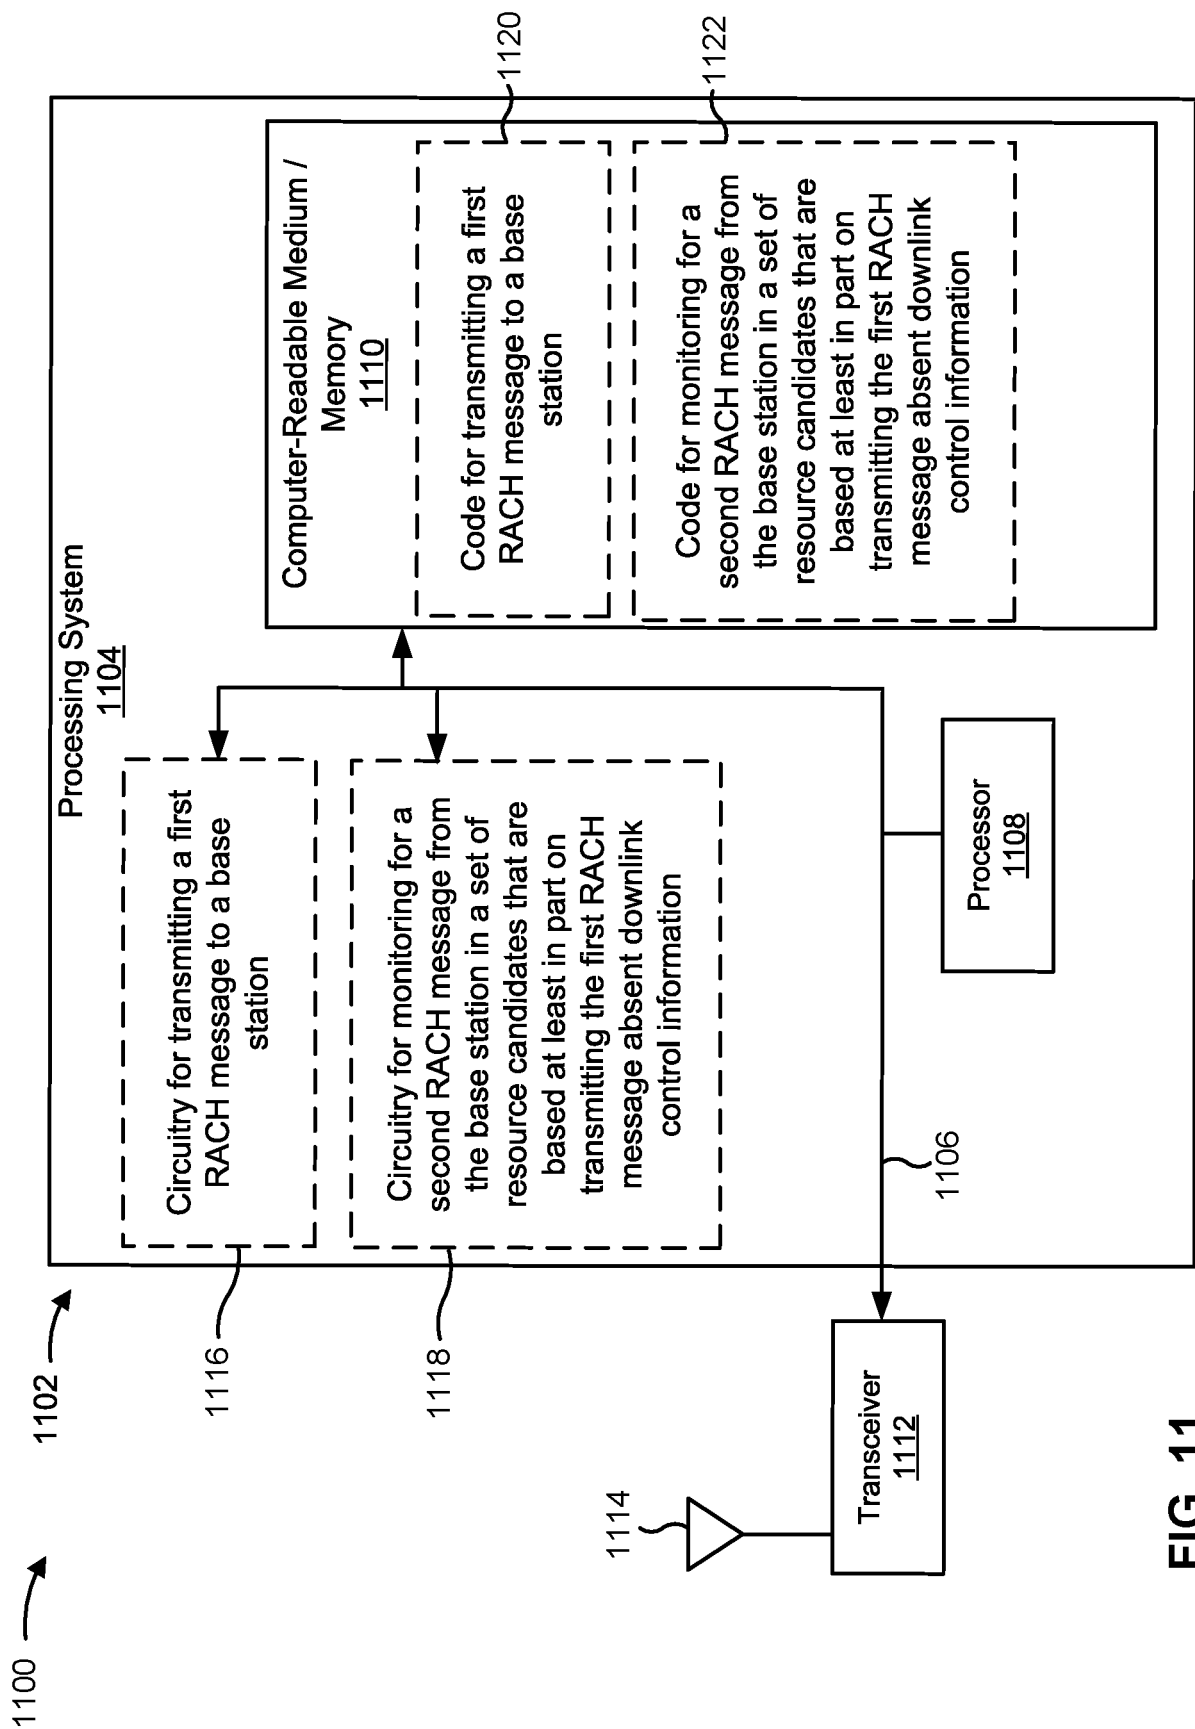 1100
1102
Processing System
1104
1116
Circuitry for transmitting a first
RACH message to a base
station
1118
Circuitry for monitoring for a
second RACH message from
the base station in a set of
resource candidates that are
based at least in part on
transmitting the first RACH
message absent downlink
control information
Computer-Readable Medium /
Memory
1110
Code for transmitting a first
RACH message to a base
station
1120
Code for monitoring for a
second RACH message from
the base station in a set of
resource candidates that are
based at least in part on
transmitting the first RACH
message absent downlink
control information
1122
1114
Transceiver
1112
1106
Processor
1108
FIG. 11